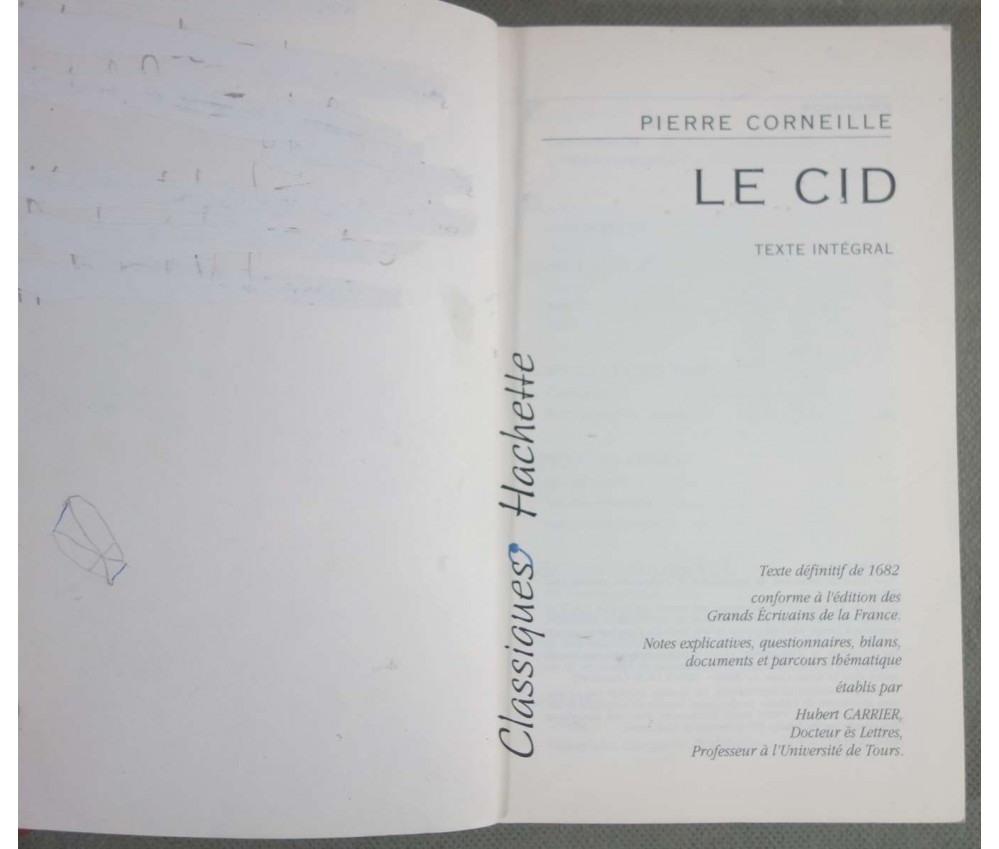 PIERRE CORNEILLE
LE CID
TEXTE INTÉGRAL
Classiques Hachette
Texte définitif de 1682
conforme à l'édition des
Grands Écrivains de la France.
Notes explicatives, questionnaires, bilans,
documents et parcours thématique
établis par
Hubert CARRIER,
Docteur ès Lettres,
Professeur à l'Université de Tours.